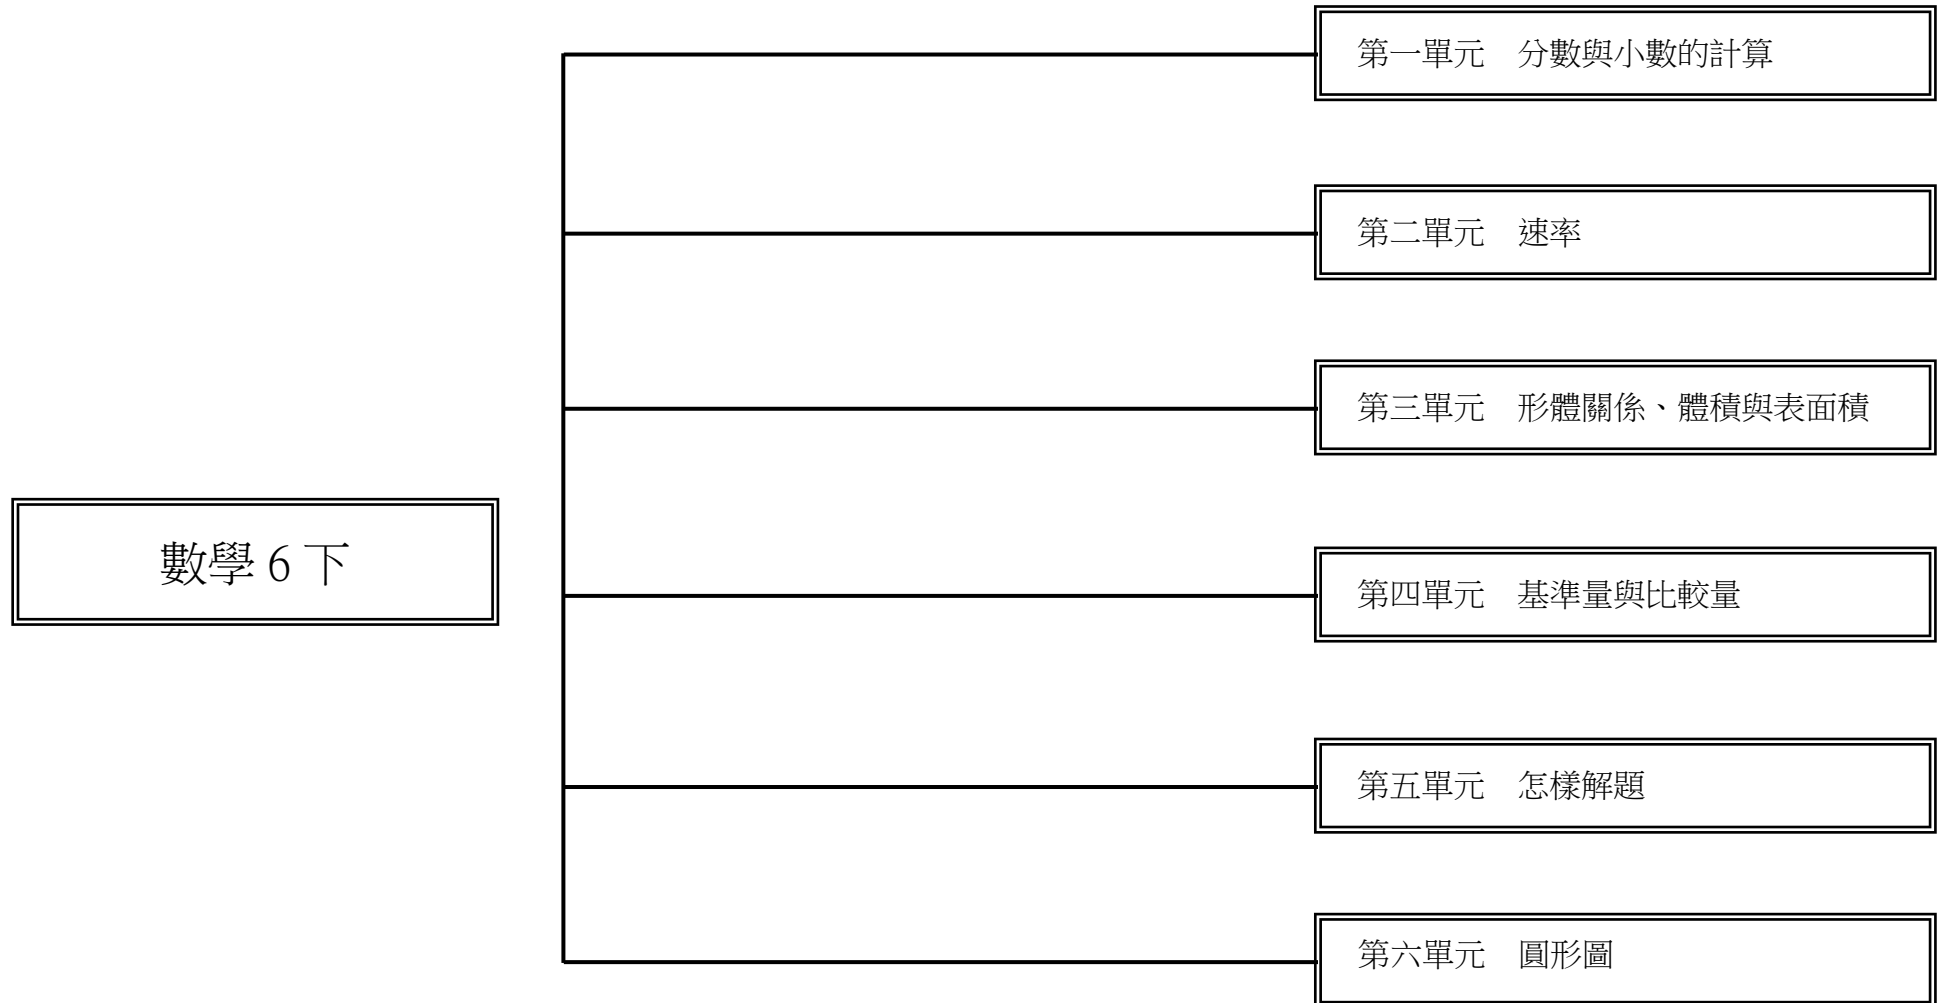 第一單元　分數與小數的計算
第二單元　速率
第三單元　形體關係、體積與表面積
數學 6 下
第四單元　基準量與比較量
第五單元　怎樣解題
第六單元　圓形圖